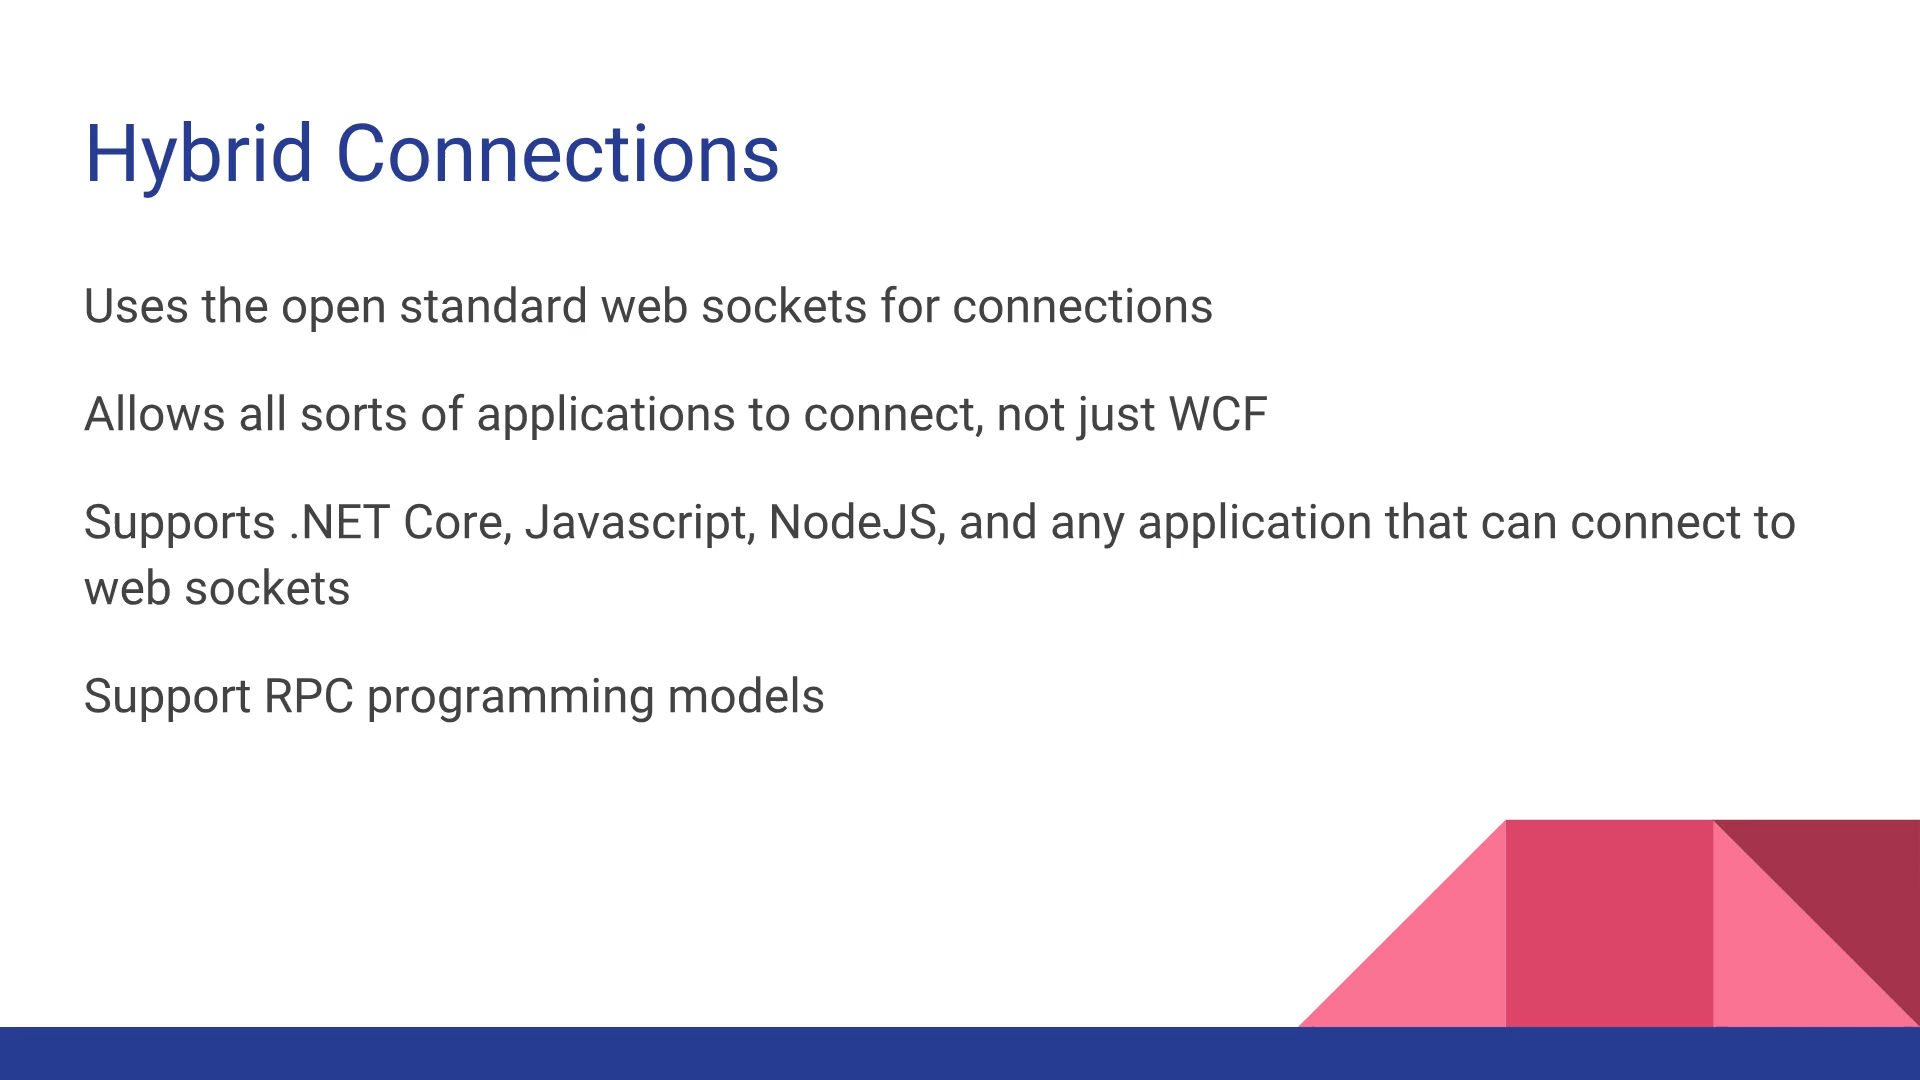 Hybrid Connections
Uses the open standard web sockets for connections
Allows all sorts of applications to connect, not just WCF
Supports .NET Core, Javascript, NodeJS, and any application that can connect to
web sockets
Support RPC programming models